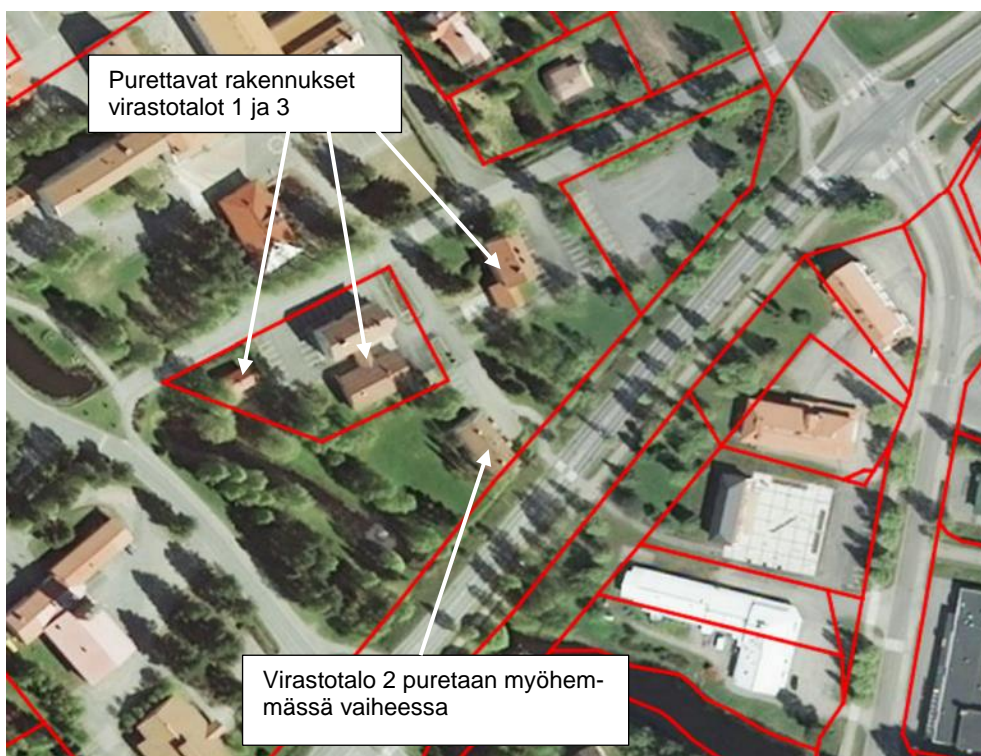 Purettavat rakennukset
virastotalot 1 ja 3
Virastotalo 2 puretaan myöhem-
mässä vaiheessa